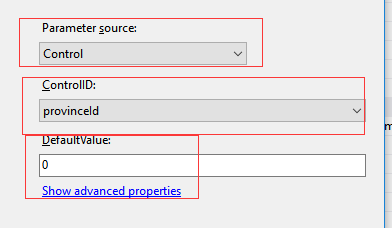 Parameter source:
Control
ControlID:
provinceId
DefaultValue:
0
Show advanced properties